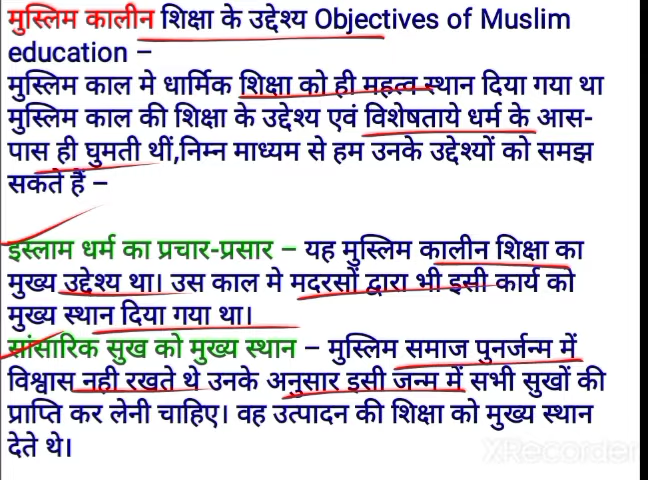 मुस्लिम कालीन शिक्षा के उद्देश्य Objectives of Muslim
education –
मुस्लिम काल मे धार्मिक शिक्षा को ही महत्व स्थान दिया गया था
मुस्लिम काल की शिक्षा के उद्देश्य एवं विशेषताये धर्म के आस-
पास ही घुमती थीं,निम्न माध्यम से हम उनके उद्देश्यों को समझ
सकते हैं –
इस्लाम धर्म का प्रचार-प्रसार – यह मुस्लिम कालीन शिक्षा का
मुख्य उद्देश्य था। उस काल मे मदरसों द्वारा भी इसी कार्य को
मुख्य स्थान दिया गया था।
सांसारिक सुख को मुख्य स्थान – मुस्लिम समाज पुनर्जन्म में
विश्वास नही रखते थे उनके अनुसार इसी जन्म में सभी सुखों की
प्राप्ति कर लेनी चाहिए। वह उत्पादन की शिक्षा को मुख्य स्थान
देते थे।
XRecorder